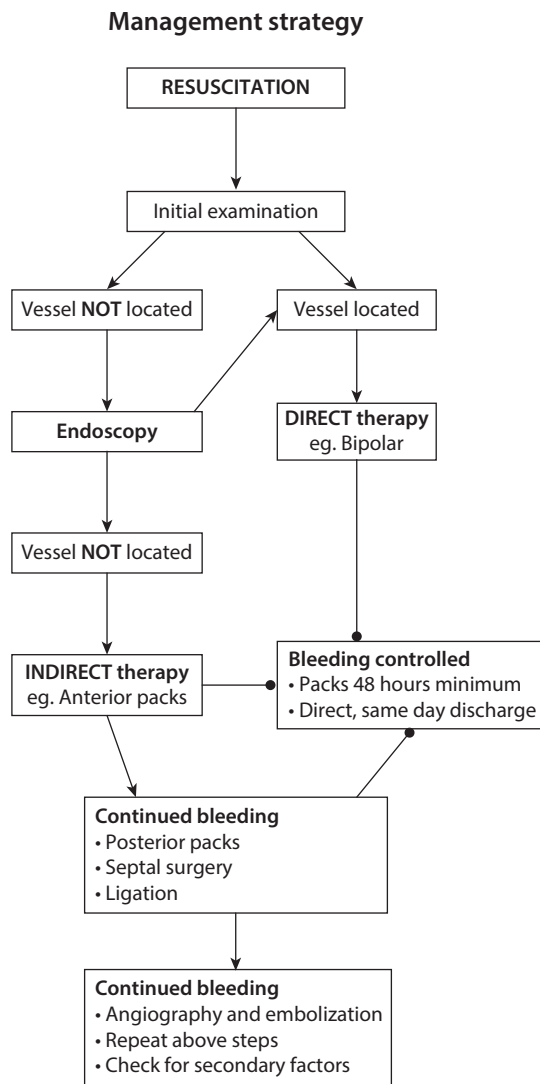 Management strategy
RESUSCITATION
Initial examination
Vessel NOT located
Vessel located
Endoscopy
DIRECT therapy
eg. Bipolar
Vessel NOT located
INDIRECT therapy
eg. Anterior packs
Bleeding controlled
• Packs 48 hours minimum
• Direct, same day discharge
Continued bleeding
• Posterior packs
• Septal surgery
• Ligation
Continued bleeding
• Angiography and embolization
• Repeat above steps
• Check for secondary factors